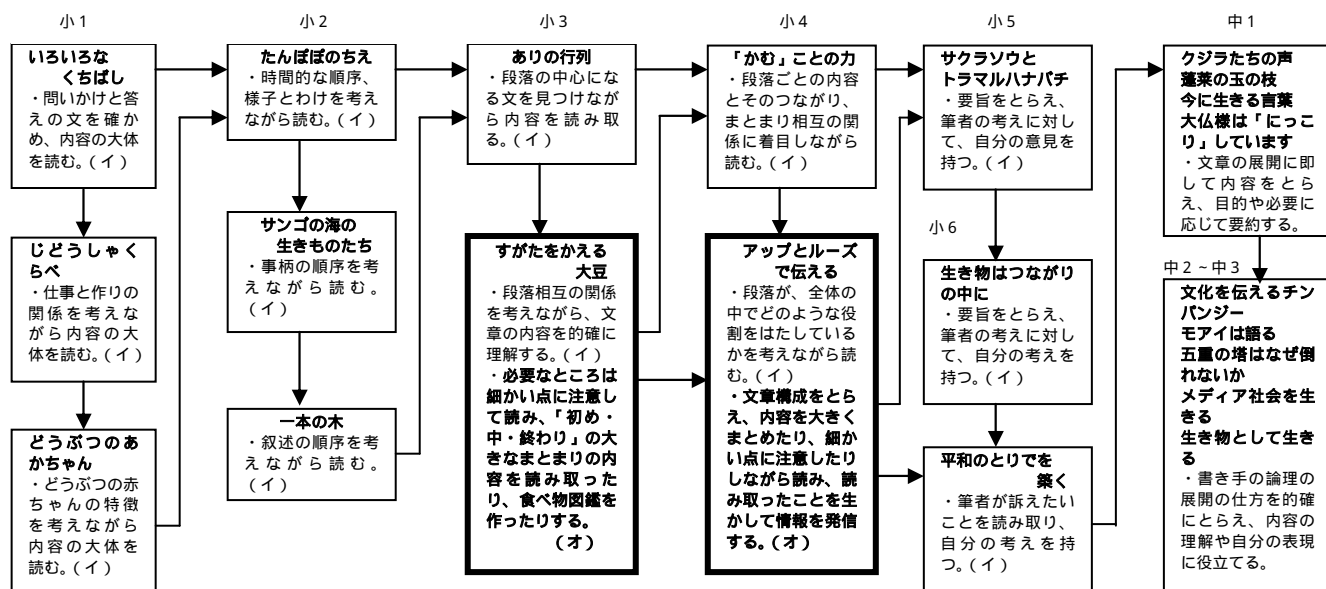 小1
いろいろな
くちばし
・問いかけと答
えの文を確か
め、内容の大体
を読む。(イ)
じどうしゃく
らべ
・仕事と作りの
関係を考えな
がら内容の大
体を読む。(イ)
どうぶつのあ
かちゃん
・どうぶつの赤
ちゃんの特徴
を考えながら
内容の大体を
読む。(イ)
小2
たんぽぽのちえ
・時間的な順序、
様子とわけを考え
ながら読む。(イ)
サンゴの海の
生きものたち
・事柄の順序を考
えながら読む。
(イ)
一本の木
・叙述の順序を考
えながら読む。
(イ)
小3
ありの行列
・段落の中心にな
る文を見つけなが
ら内容を読み取
る。(イ)
すがたをかえる
大豆
・段落相互の関係
を考えながら、文
章の内容を的確に
理解する。(イ)
・必要なところは
細かい点に注意し
て読み、「初め・
中・終わり」の大
きなまとまりの内
容を読み取った
り、食べ物図鑑を
作ったりする。
(オ)
小4
「かむ」ことの力
・段落ごとの内容
とそのつながり、
まとまり相互の関
係に着目しながら
読む。(イ)
アップとルーズ
で伝える
・段落が、全体の
中でどのような役
割をはたしている
かを考えながら読
む。(イ)
・文章構成をとら
え、内容を大きく
まとめたり、細か
い点に注意したり
しながら読み、読
み取ったことを生
かして情報を発信
する。(オ)
小5
サクラソウと
トラマルハナバチ
・要旨をとらえ、
筆者の考えに対し
て、自分の意見を
持つ。(イ)
小6
生き物はつながり
の中に
・要旨をとらえ、
筆者の考えに対し
て、自分の考えを
持つ。(イ)
平和のとりでを
築く
・筆者が訴えたい
ことを読み取り、
自分の考えを持
つ。(イ)
中1
クジラたちの声
蓬莱の玉の枝
今に生きる言葉
大仏様は「にっこ
り」しています
・文章の展開に即
して内容をとら
え、目的や必要に
応じて要約する。
中2~中3
文化を伝えるチン
パンジー
モアイは語る
五重の塔はなぜ倒
れないか
メディア社会を生
きる
生き物として生き
る
・書き手の論理の
展開の仕方を的確
にとらえ、内容の
理解や自分の表現
に役立てる。